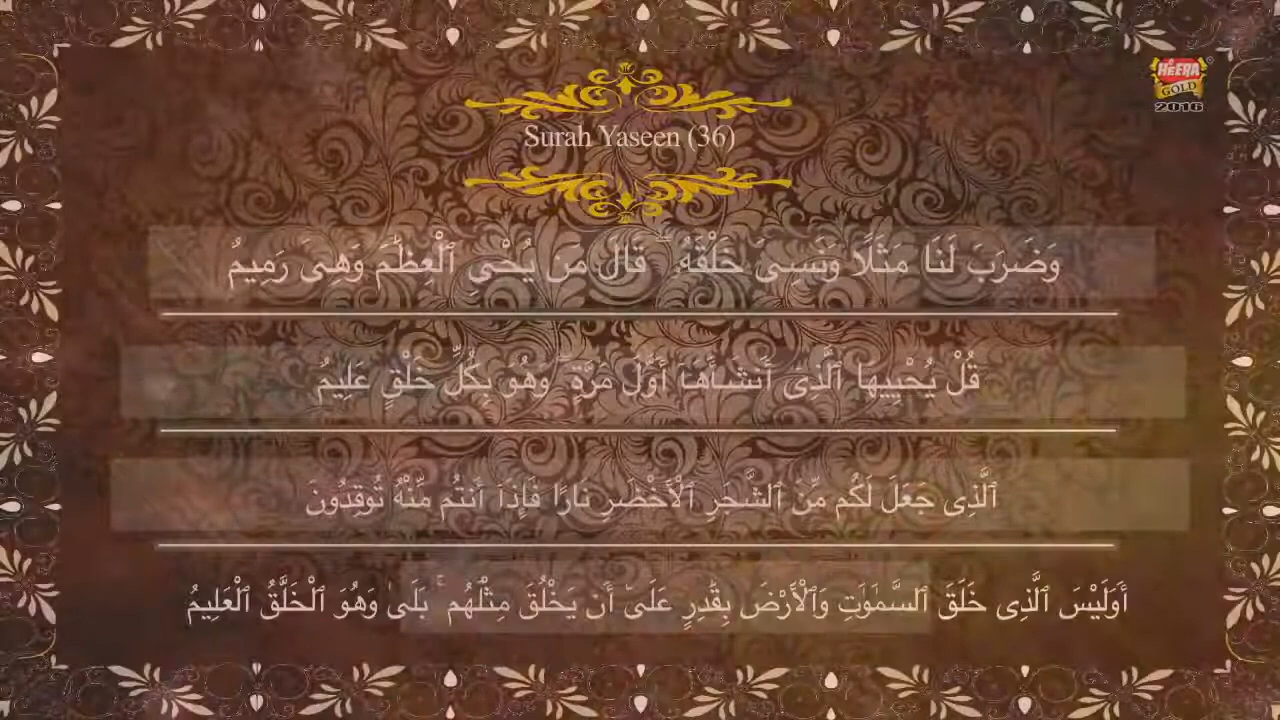 HEERA
GOLD
2016
Surah Yaseen (36)
وَضَرَبَ لَنَا مَثَلًا وَنَسِىَ خَلْقَهُۥ ۖ قَالَ مَن يُحْىِ ٱلْعِظَٰمَ وَهِىَ رَمِيمٌ
قُلْ يُحْيِيهَا ٱلَّذِىٓ أَنشَأَهَآ أَوَّلَ مَرَّةٍ ۖ وَهُوَ بِكُلِّ خَلْقٍ عَلِيمٌ
ٱلَّذِى جَعَلَ لَكُم مِّنَ ٱلشَّجَرِ ٱلْأَخْضَرِ نَارًا فَإِذَآ أَنتُم مِّنْهُ تُوقِدُونَ
أَوَلَيْسَ ٱلَّذِى خَلَقَ ٱلسَّمَٰوَٰتِ وَٱلْأَرْضَ بِقَٰدِرٍ عَلَىٰٓ أَن يَخْلُقَ مِثْلَهُم ۚ بَلَىٰ وَهُوَ ٱلْخَلَّٰقُ ٱلْعَلِيمُ